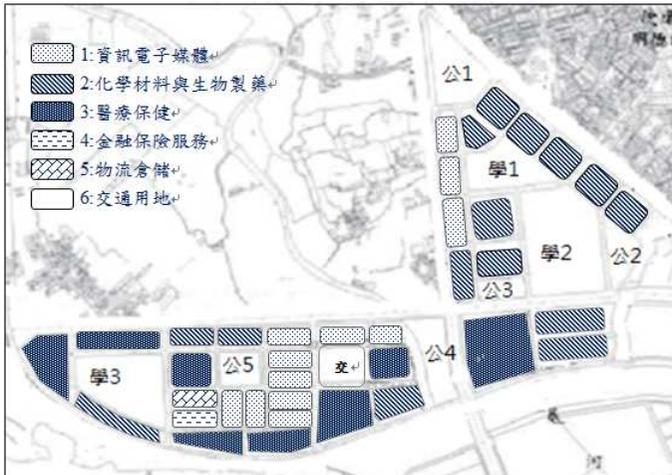 1:資訊電子媒體
2:化學材料與生物製藥
3:醫療保健
4:金融保險服務
5:物流倉儲
6:交通用地
公1
學1
學2
公2
公3
公4
學3
公5
交
河